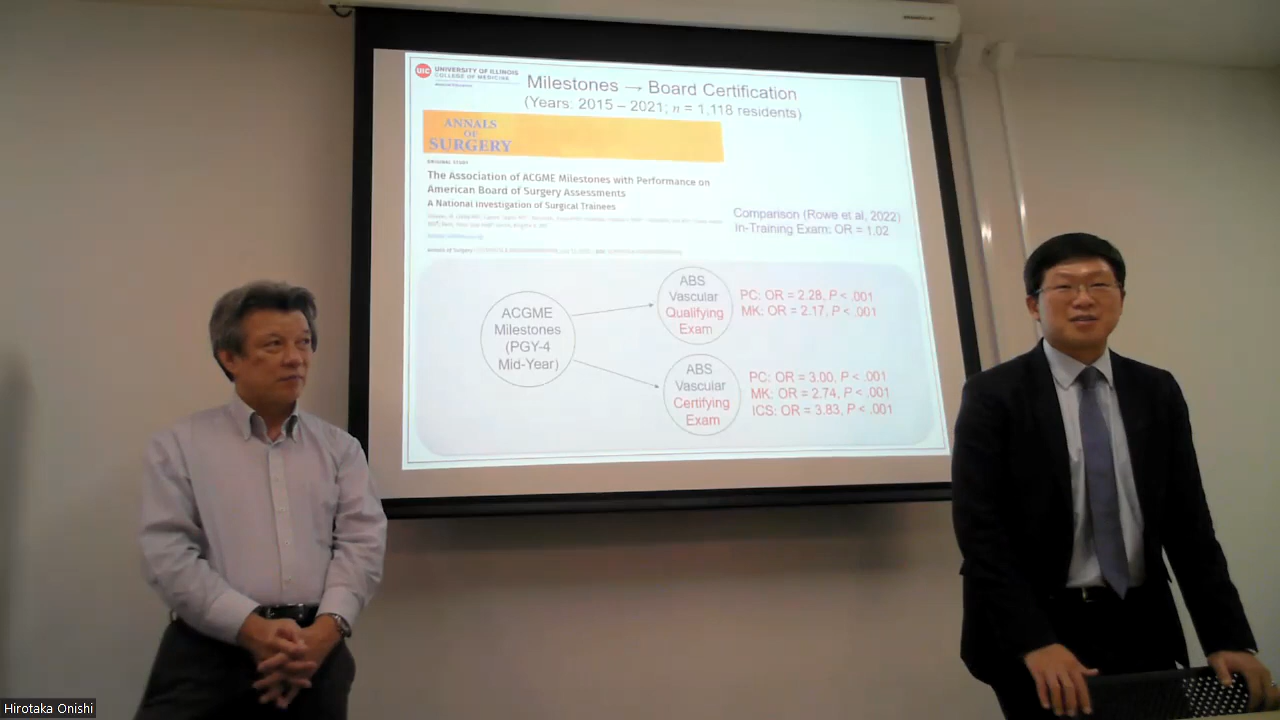 UIC
UNIVERSITY OF ILLINOIS
COLLEGE OF MEDICINE
Milestones → Board Certification
(Years: 2015 – 2021; n = 1,118 residents)
ANNALS
OF
SURGERY
ORIGINAL STUDY
The Association of ACGME Milestones with Performance on
American Board of Surgery Assessments
A National Investigation of Surgical Trainees
Comparison (Rowe et al, 2022)
In-Training Exam: OR = 1.02
ACGME
Milestones
(PGY-4
Mid-Year)
ABS
Vascular
Qualifying
Exam
PC: OR = 2.28, P < .001
MK: OR = 2.17, P < .001
ABS
Vascular
Certifying
Exam
PC: OR = 3.00, P < .001
MK: OR = 2.74, P < .001
ICS: OR = 3.83, P < .001
Hirotaka Onishi